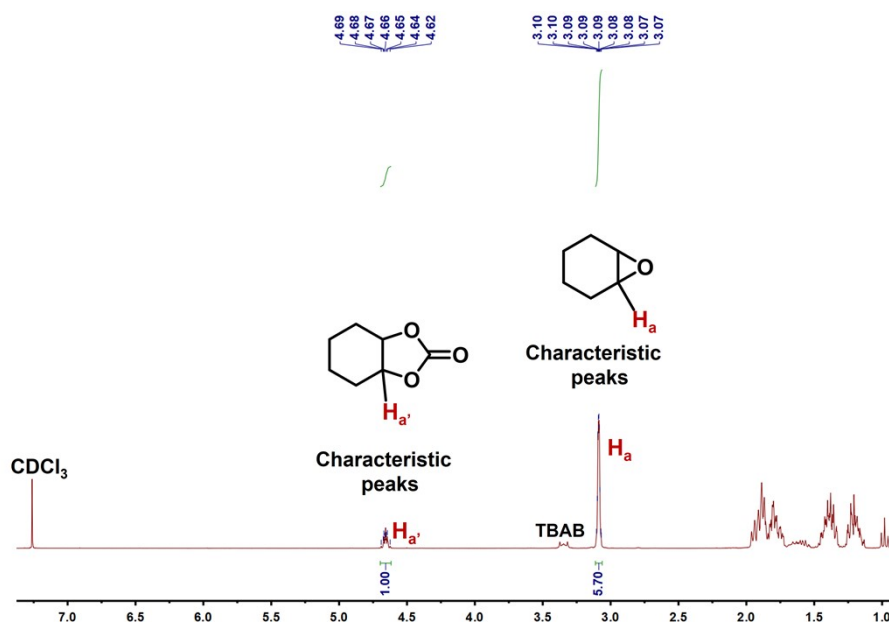 4.69
4.68
4.67
4.66
4.65
4.64
4.62
3.10
3.10
3.09
3.09
3.09
3.08
3.08
3.07
3.07
O
H
a
Characteristic
peaks
O
O
O
H
a'
Characteristic
peaks
CDCl3
H
a'
TBAB
H
a
1.00
5.70
7.0 6.5 6.0 5.5 5.0 4.5 4.0 3.5 3.0 2.5 2.0 1.5 1.0